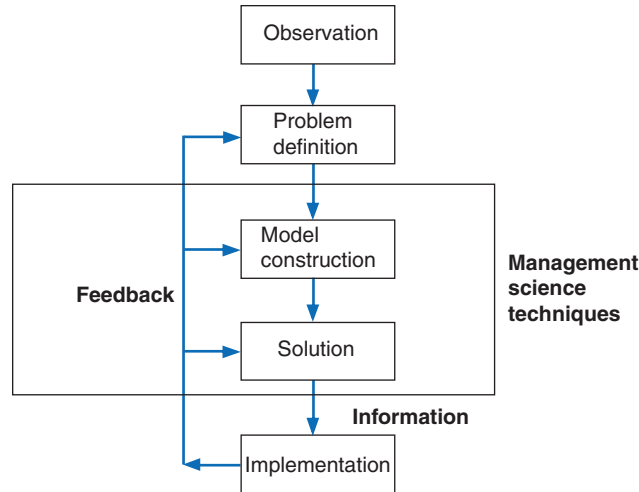 Observation
Problem
definition
Model
construction
Feedback
Management
science
techniques
Solution
Information
Implementation